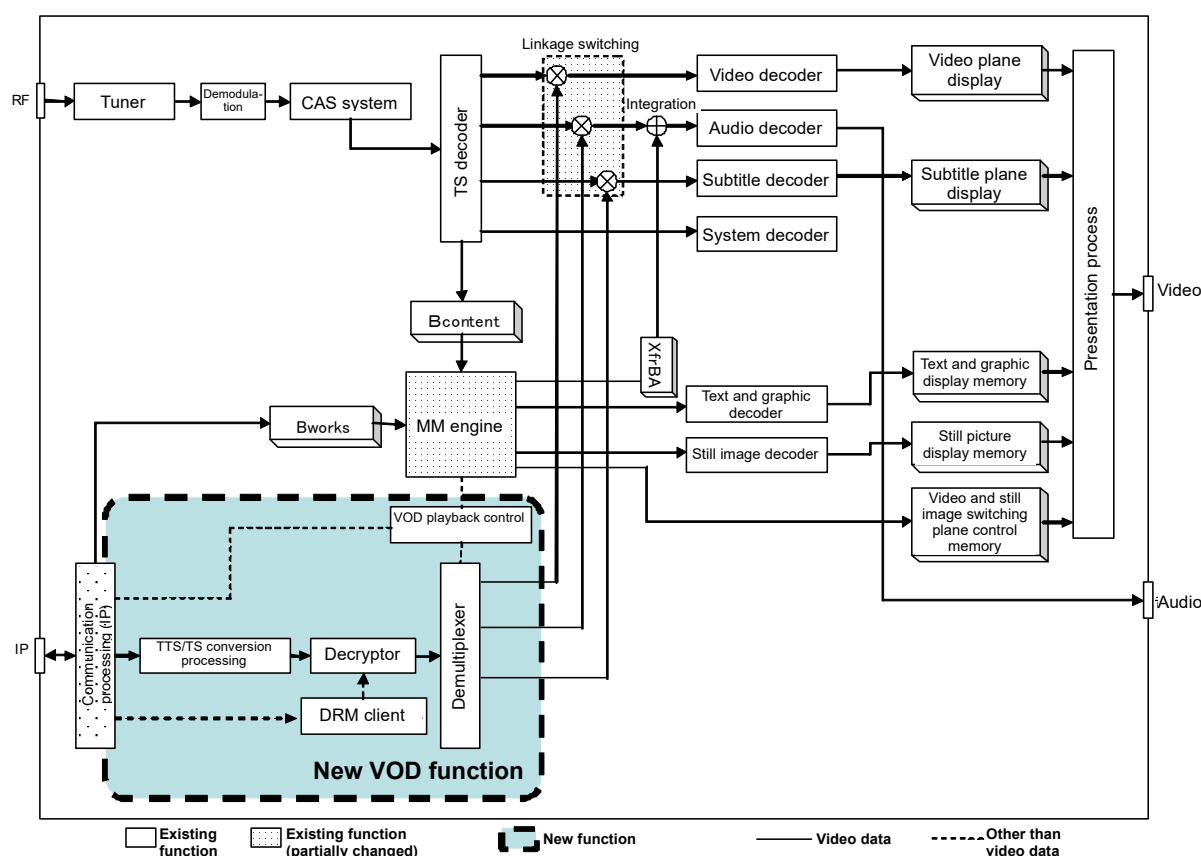 Linkage switching
RF
Tuner
Demodula-
tion
CAS system
TS decoder
Integration
Video decoder
Audio decoder
Subtitle decoder
System decoder
Video plane
display
Subtitle plane
display
Presentation process
Video
Bcontent
XfrBA
MM engine
Bworks
Text and graphic
decoder
Still image decoder
Text and graphic
display memory
Still picture
display memory
Video and still
image switching
plane control
memory
Audio
VOD playback control
IP
Communication
processing (IP)
TTS/TS conversion
processing
Decryptor
DRM client
Demultiplexer
New VOD function
Existing
function
Existing function
(partially changed)
New function
Video data
Other than
video data